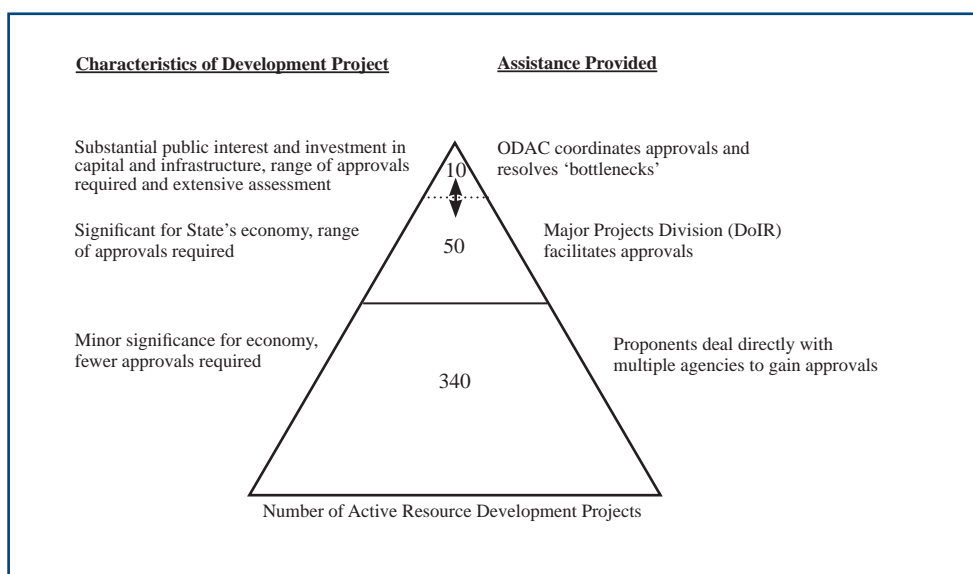 Characteristics of Development Project
Assistance Provided
Substantial public interest and investment in
capital and infrastructure, range of approvals
required and extensive assessment
10
ODAC coordinates approvals and
resolves ‘bottlenecks’
Significant for State’s economy, range
of approvals required
50
Major Projects Division (DoIR)
facilitates approvals
Minor significance for economy,
fewer approvals required
340
Proponents deal directly with
multiple agencies to gain approvals
Number of Active Resource Development Projects